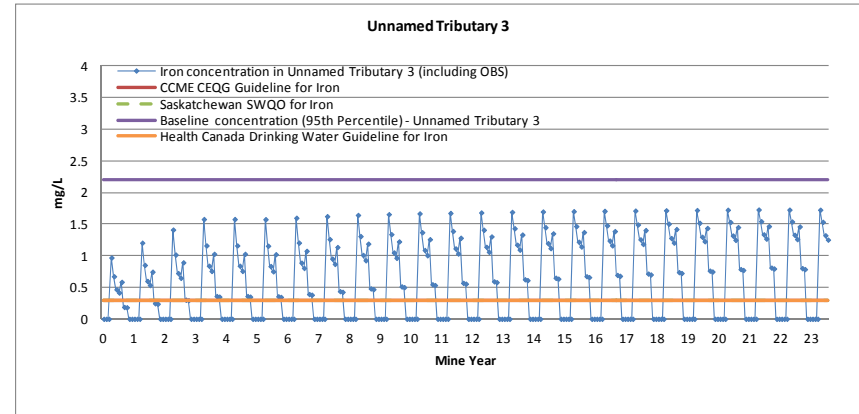 Unnamed Tributary 3
4
Iron concentration in Unnamed Tributary 3 (including OBS)
CCME CEQG Guideline for Iron
3.5
Saskatchewan SWQO for Iron
3
Baseline concentration (95th Percentile) - Unnamed Tributary 3
Health Canada Drinking Water Guideline for Iron
2.5
mg/L
2
1.5
1
0.5
0
0 1 2 3 4 5 6 7 8 9 10 11 12 13 14 15 16 17 18 19 20 21 22 23
Mine Year